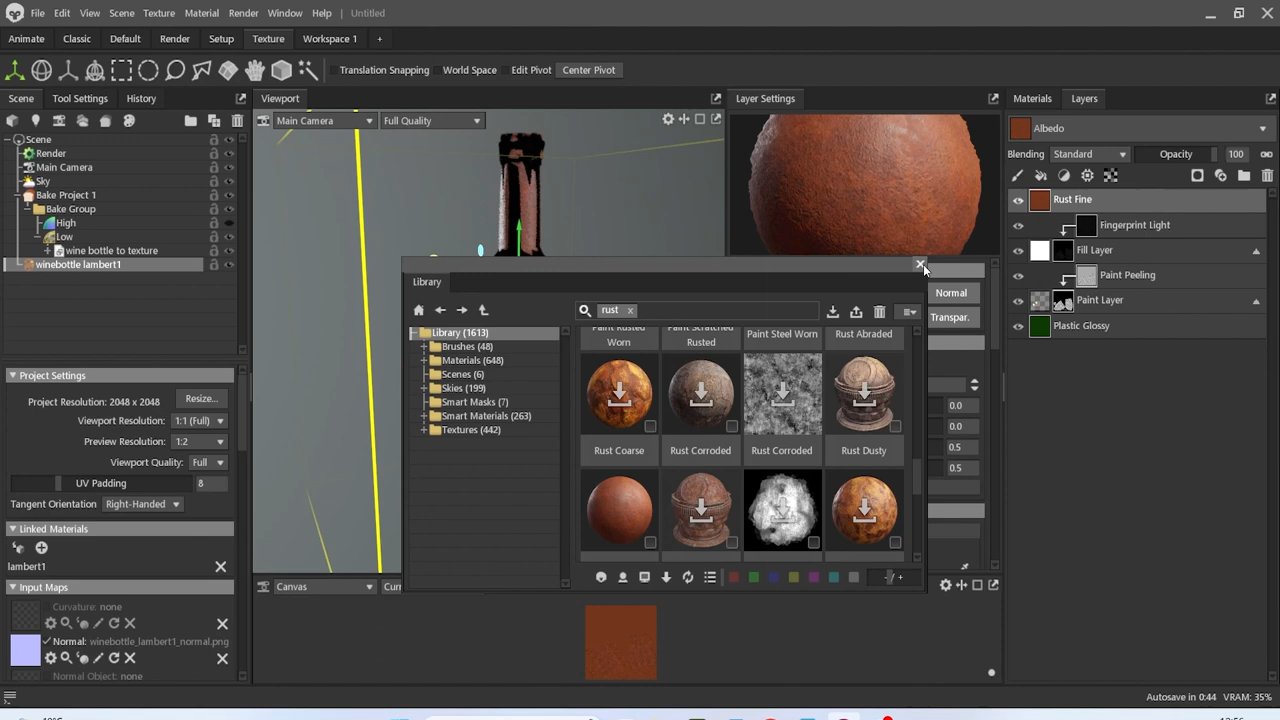 File Edit View Scene Texture Material Render Window Help Untitled
Animate Classic Default Render Setup Texture Workspace 1 +
Translation Snapping World Space Edit Pivot Center Pivot
Scene Tool Settings History Viewport Layer Settings Materials Layers
Main Camera Full Quality
Scene
Render
Main Camera
Sky
Bake Project 1
Bake Group
High
Low
wine bottle to texture
winebottle lambert1
Project Settings
Project Resolution: 2048 x 2048 Resize...
Viewport Resolution: 1:1 (Full)
Preview Resolution: 1:2
Viewport Quality: Full
UV Padding 8
Tangent Orientation Right-Handed
Linked Materials
lambert1
Input Maps
Curvature: none
Normal: winebottle_lambert1_normal.png
Normal Object: none
Library
rust
Library (1613)
Brushes (48)
Materials (648)
Scenes (6)
Skies (199)
Smart Masks (7)
Smart Materials (263)
Textures (442)
Paint Rusted Worn
Paint Scratched Rusted
Paint Steel Worn
Rust Abraded
Rust Coarse Rust Corroded Rust Corroded Rust Dusty
- / +
Normal
Transpar.
0.0
0.0
0.5
0.5
Canvas
Albedo
Blending Standard Opacity 100
Rust Fine
Fingerprint Light
Fill Layer
Paint Peeling
Paint Layer
Plastic Glossy
Autosave in 0:44 VRAM: 35%